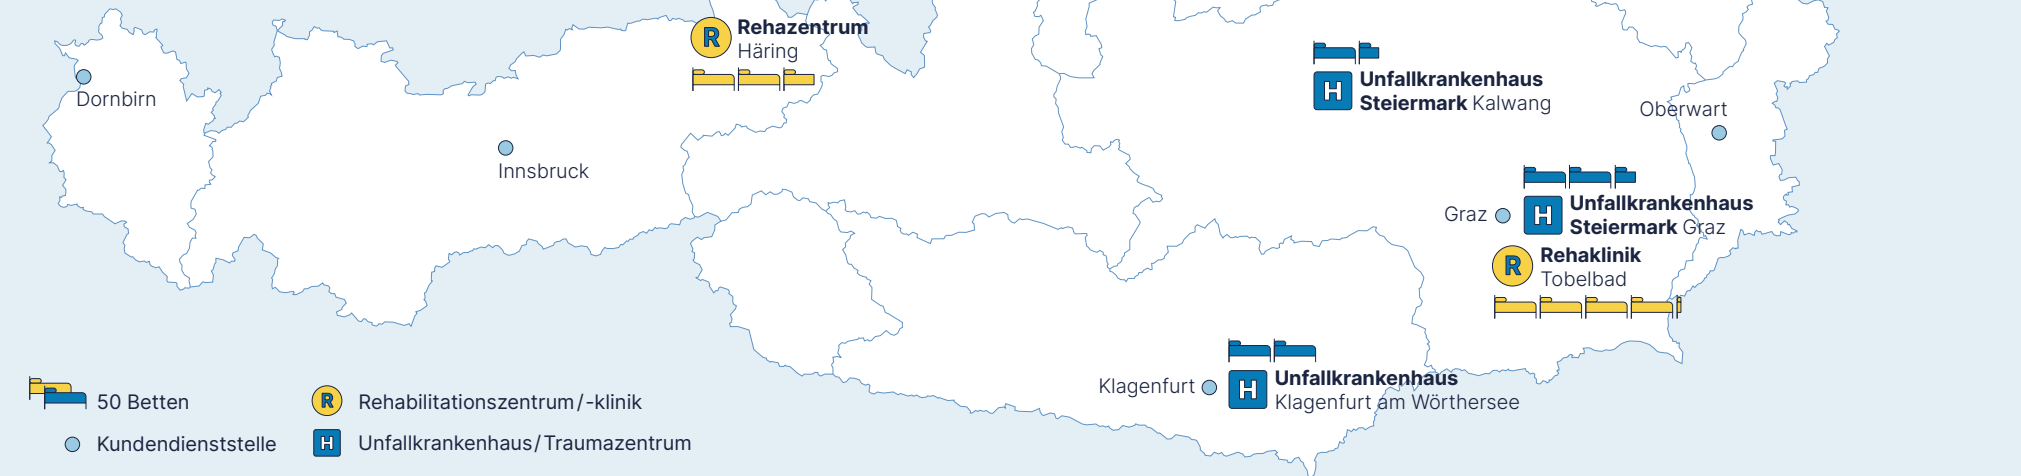 Dornbirn
Innsbruck
R
Rehazentrum
Häring
H
Unfallkrankenhaus
Steiermark Kalwang
Oberwart
Graz
H
Unfallkrankenhaus
Steiermark Graz
R
Rehaklinik
Tobelbad
Klagenfurt
H
Unfallkrankenhaus
Klagenfurt am Wörthersee
50 Betten
R
Rehabilitationszentrum/-klinik
Kundendienststelle
H
Unfallkrankenhaus/Traumazentrum